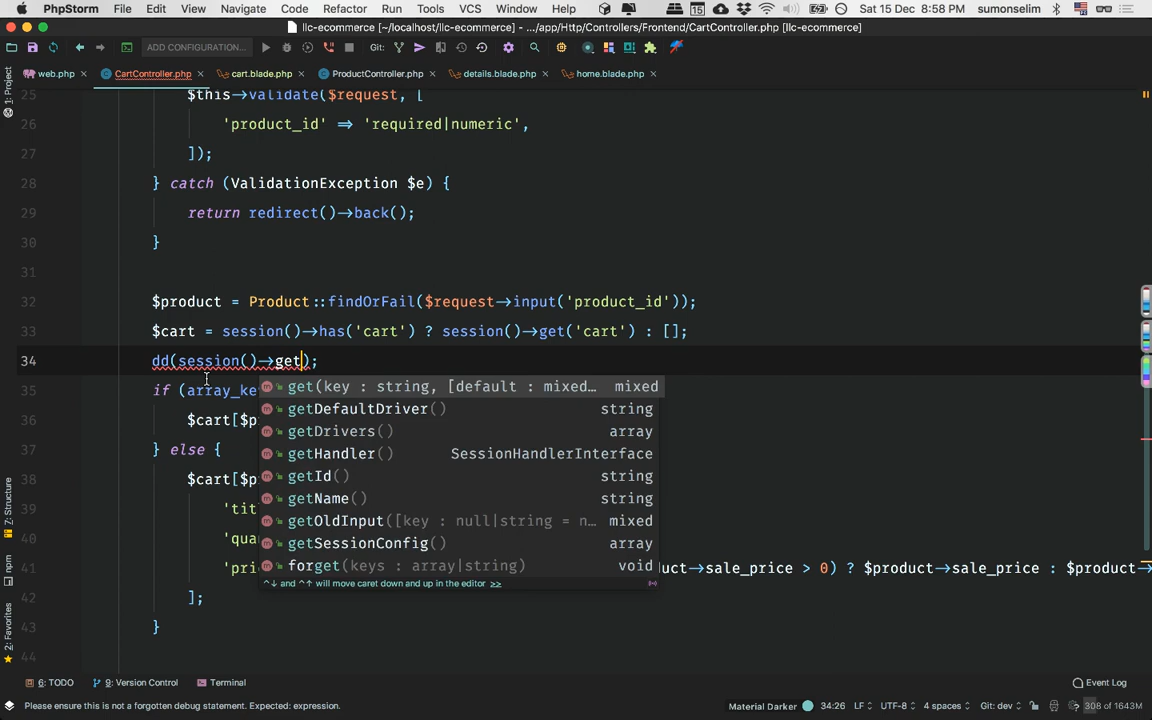 PhpStorm File Edit View Navigate Code Refactor Run Tools VCS Window Help 15 Sat 15 Dec 8:58 PM sumonselim
llc-ecommerce [~/localhost/llc-ecommerce] - .../app/Http/Controllers/Frontend/CartController.php [llc-ecommerce]
ADD CONFIGURATION... Git:
web.php CartController.php cart.blade.php ProductController.php details.blade.php home.blade.php
1: Project
25 $this→validate($request, [
26 'product_id' ⇒ 'required|numeric',
27 ]);
28 } catch (ValidationException $e) {
29 return redirect()→back();
30 }
31
32 $product = Product::findOrFail($request→input('product_id'));
33 $cart = session()→has('cart') ? session()→get('cart') : [];
34 dd(session()→get);
35 if (array_ke
get(key : string, [default : mixed… mixed
getDefaultDriver() string
36 $cart[$p
getDrivers() array
37 } else {
getHandler() SessionHandlerInterface
38 $cart[$p
getId() string
getName() string
39 'tit
getOldInput([key : null|string = n… mixed
40 'qua
getSessionConfig() array
41 'pri
forget(keys : array|string) void
uct→sale_price > 0) ? $product→sale_price : $product→
^↓ and ^↑ will move caret down and up in the editor >>
42 ];
43 }
44
7: Structure
npm
2: Favorites
6: TODO 9: Version Control Terminal Event Log
Please ensure this is not a forgotten debug statement. Expected: expression. Material Darker 34:26 LF UTF-8 4 spaces Git: dev 308 of 1643M